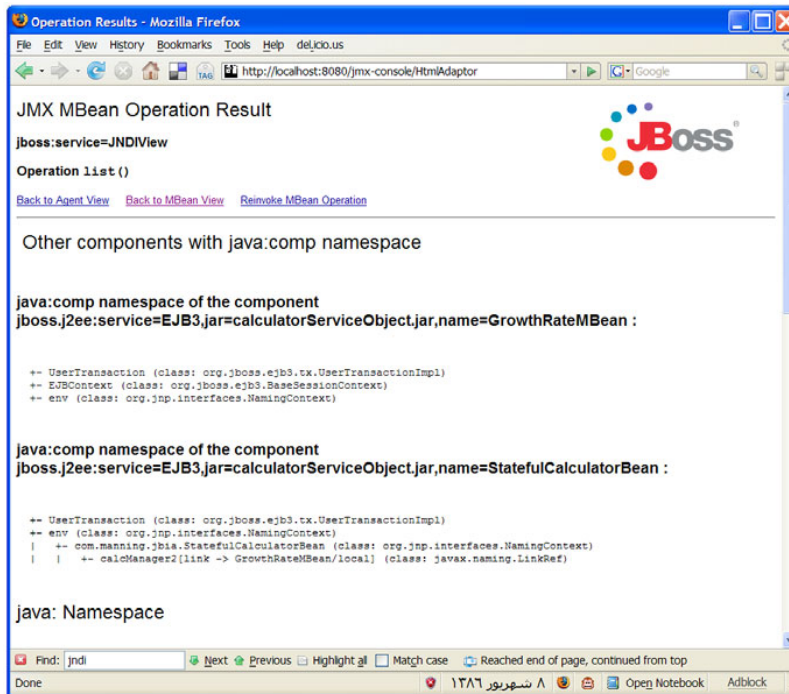 Operation Results - Mozilla Firefox
File Edit View History Bookmarks Tools Help del.icio.us
TAG http://localhost:8080/jmx-console/HtmlAdaptor G Google
JMX MBean Operation Result
JBoss®
jboss:service=JNDIView
Operation list()
Back to Agent View Back to MBean View Reinvoke MBean Operation
Other components with java:comp namespace
java:comp namespace of the component
jboss.j2ee:service=EJB3,jar=calculatorServiceObject.jar,name=GrowthRateMBean :
+- UserTransaction (class: org.jboss.ejb3.tx.UserTransactionImpl)
+- EJBContext (class: org.jboss.ejb3.BaseSessionContext)
+- env (class: org.jnp.interfaces.NamingContext)
java:comp namespace of the component
jboss.j2ee:service=EJB3,jar=calculatorServiceObject.jar,name=StatefulCalculatorBean :
+- UserTransaction (class: org.jboss.ejb3.tx.UserTransactionImpl)
+- env (class: org.jnp.interfaces.NamingContext)
| +- com.manning.jbia.StatefulCalculatorBean (class: org.jnp.interfaces.NamingContext)
| | +- calcManager2[link -> GrowthRateMBean/local] (class: javax.naming.LinkRef)
java: Namespace
Find: jndi Next Previous Highlight all Match case Reached end of page, continued from top
Done ۸ شهریور ۱۳۸۶ Open Notebook Adblock